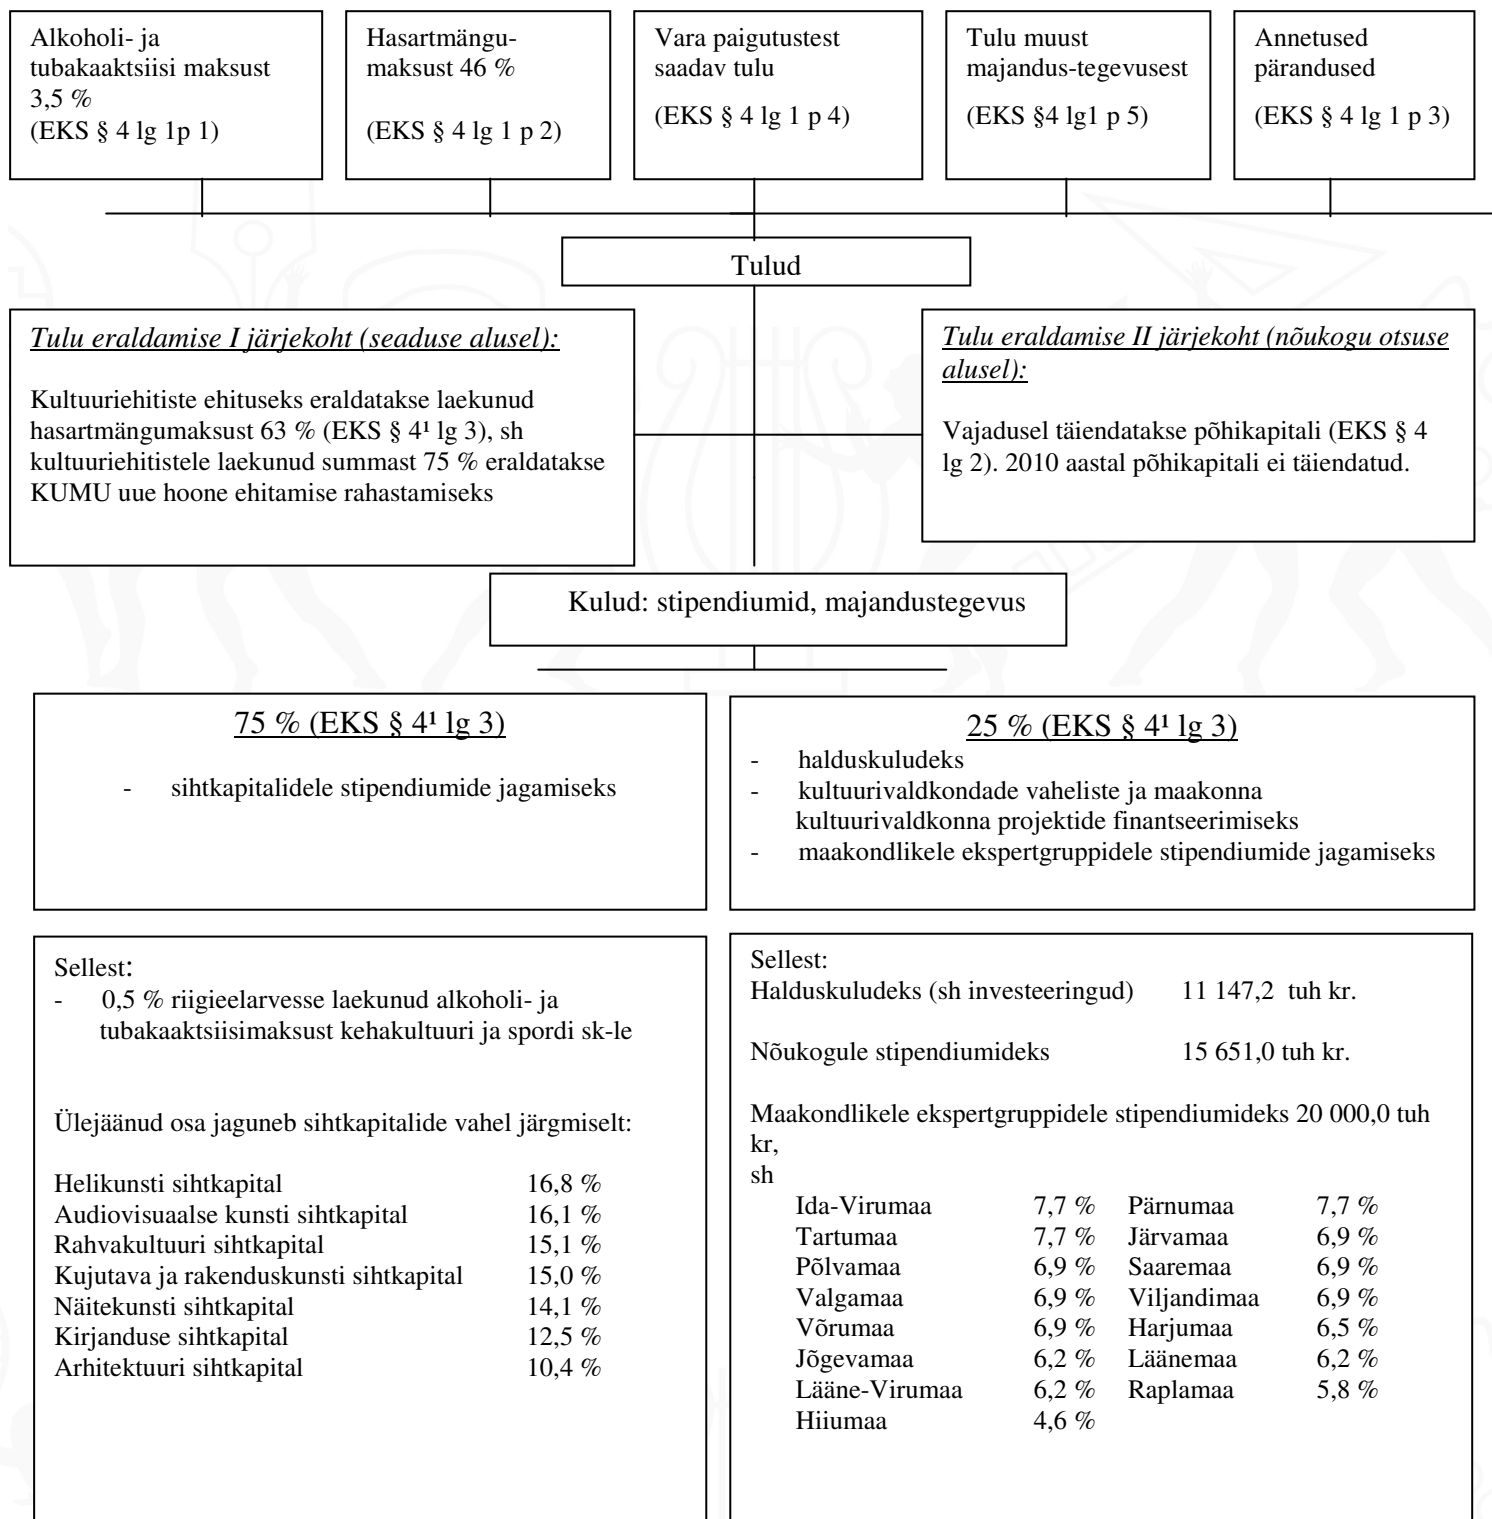 Alkoholi- ja
tubakaaktsiisi maksust
3,5 %
(EKS § 4 lg 1p 1)
Hasartmängu-
maksust 46 %
(EKS § 4 lg 1 p 2)
Vara paigutustest
saadav tulu
(EKS § 4 lg 1 p 4)
Tulu muust
majandus-tegevusest
(EKS §4 lg1 p 5)
Annetused
pärandused
(EKS § 4 lg 1 p 3)
Tulud
Tulu eraldamise I järjekoht (seaduse alusel):
Kultuuriehitiste ehituseks eraldatakse laekunud
hasartmängumaksust 63 % (EKS § 4¹ lg 3), sh
kultuuriehitistele laekunud summast 75 % eraldatakse
KUMU uue hoone ehitamise rahastamiseks
Tulu eraldamise II järjekoht (nõukogu otsuse
alusel):
Vajadusel täiendatakse põhikapitali (EKS § 4
lg 2). 2010 aastal põhikapitali ei täiendatud.
Kulud: stipendiumid, majandustegevus
75 % (EKS § 4¹ lg 3)
- sihtkapitalidele stipendiumide jagamiseks
25 % (EKS § 4¹ lg 3)
- halduskuludeks
- kultuurivaldkondade vaheliste ja maakonna
kultuurivaldkonna projektide finantseerimiseks
- maakondlikele ekspertgruppidele stipendiumide jagamiseks
Sellest:
- 0,5 % riigieelarvesse laekunud alkoholi- ja
tubakaaktsiisimaksust kehakultuuri ja spordi sk-le
Ülejäänud osa jaguneb sihtkapitalide vahel järgmiselt:
Helikunsti sihtkapital 16,8 %
Audiovisuaalse kunsti sihtkapital 16,1 %
Rahvakultuuri sihtkapital 15,1 %
Kujutava ja rakenduskunsti sihtkapital 15,0 %
Näitekunsti sihtkapital 14,1 %
Kirjanduse sihtkapital 12,5 %
Arhitektuuri sihtkapital 10,4 %
Sellest:
Halduskuludeks (sh investeeringud) 11 147,2 tuh kr.
Nõukogule stipendiumideks 15 651,0 tuh kr.
Maakondlikele ekspertgruppidele stipendiumideks 20 000,0 tuh
kr,
sh
Ida-Virumaa 7,7 % Pärnumaa 7,7 %
Tartumaa 7,7 % Järvamaa 6,9 %
Põlvamaa 6,9 % Saaremaa 6,9 %
Valgamaa 6,9 % Viljandimaa 6,9 %
Võrumaa 6,9 % Harjumaa 6,5 %
Jõgevamaa 6,2 % Läänemaa 6,2 %
Lääne-Virumaa 6,2 % Raplamaa 5,8 %
Hiiumaa 4,6 %